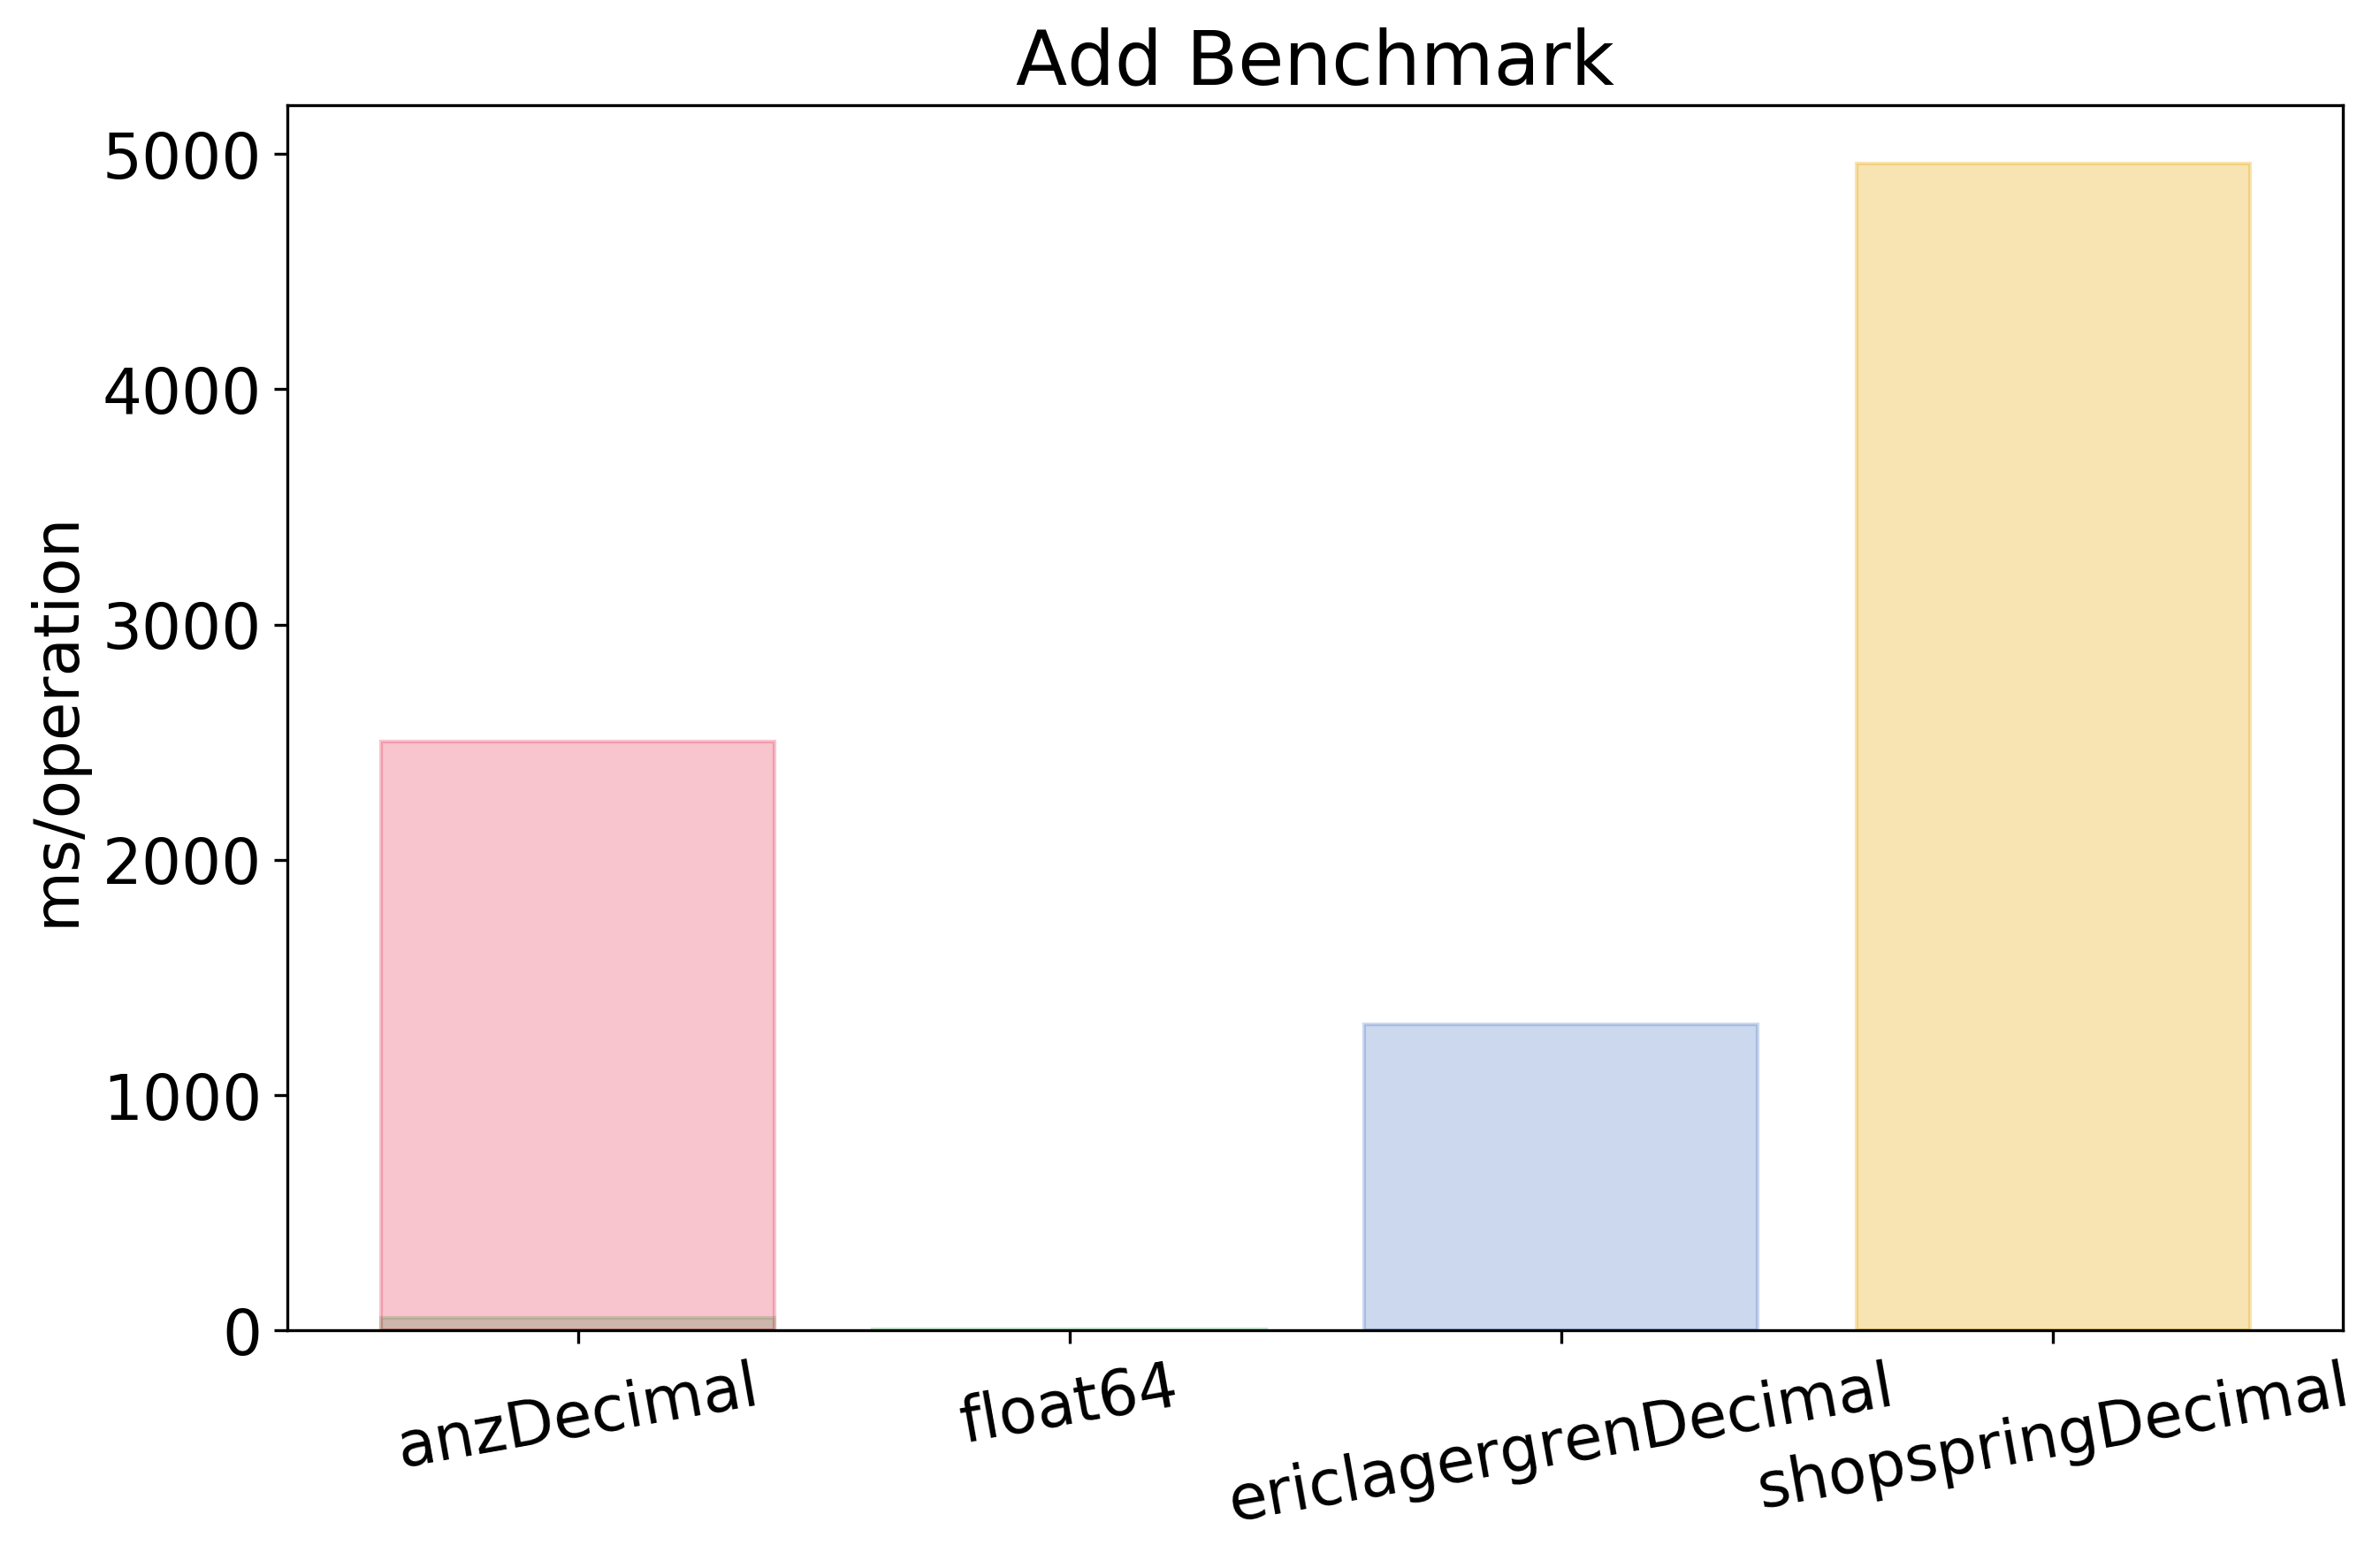 Add Benchmark
ms/operation
5000
4000
3000
2000
1000
0
anzDecimal
float64
ericlagergrenDecimal
shopspringDecimal